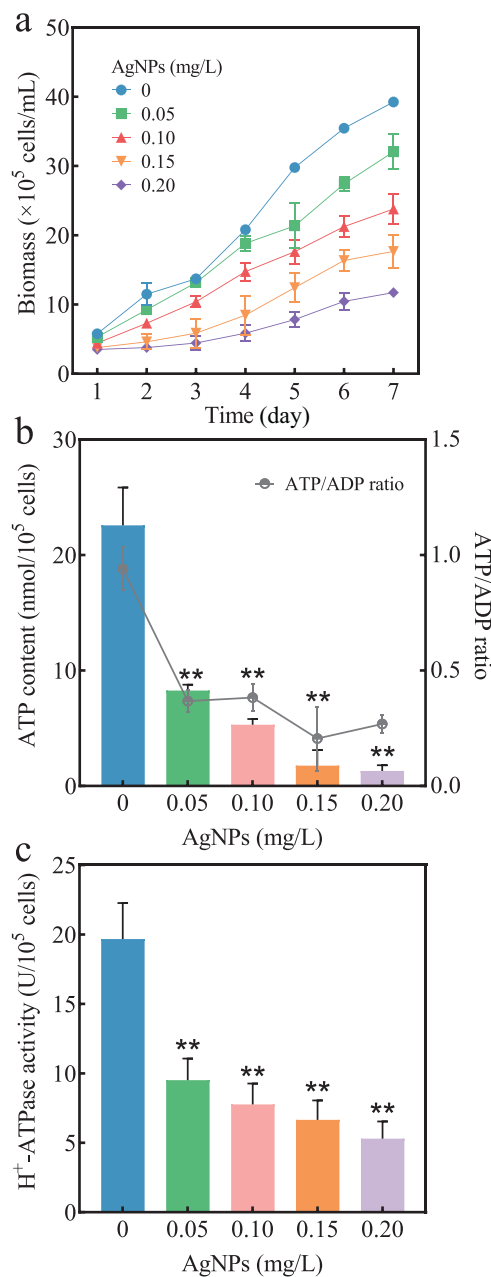 a
AgNPs (mg/L)
0
0.05
0.10
0.15
0.20
Biomass (×10⁵ cells/mL)
50
40
30
20
10
0
1 2 3 4 5 6 7
Time (day)
b
ATP/ADP ratio
ATP content (nmol/10⁵ cells)
30
20
10
0
ATP/ADP ratio
1.5
1.0
0.5
0.0
** ** ** **
0 0.05 0.10 0.15 0.20
AgNPs (mg/L)
c
H⁺-ATPase activity (U/10⁵ cells)
25
20
15
10
5
0
** ** ** **
0 0.05 0.10 0.15 0.20
AgNPs (mg/L)